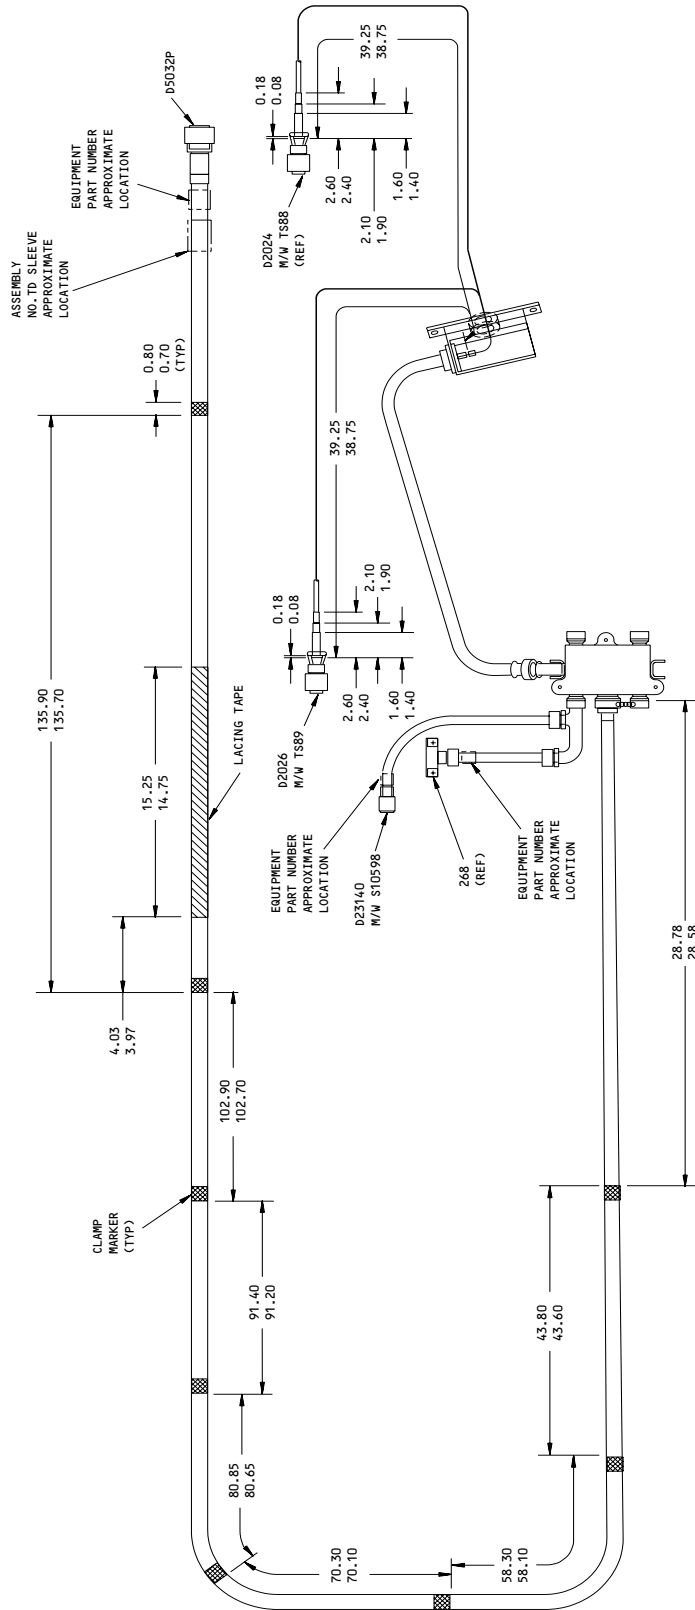 ASSEMBLY
NO.TD SLEEVE
APPROXIMATE
LOCATION
EQUIPMENT
PART NUMBER
APPROXIMATE
LOCATION
D5032P
0.80
0.70
(TYP)
135.90
135.70
15.25
14.75
LACING TAPE
4.03
3.97
102.90
102.70
CLAMP
MARKER
(TYP)
91.40
91.20
80.85
80.65
70.30
70.10
58.30
58.10
43.80
43.60
28.78
28.58
39.25
38.75
0.18
0.08
D2024
M/W TS88
(REF)
2.60
2.40
2.10
1.90
1.60
1.40
39.25
38.75
0.18
0.08
2.10
1.90
D2026
M/W TS89
2.60
2.40
1.60
1.40
EQUIPMENT
PART NUMBER
APPROXIMATE
LOCATION
D23140
M/W S10598
268
(REF)
EQUIPMENT
PART NUMBER
APPROXIMATE
LOCATION